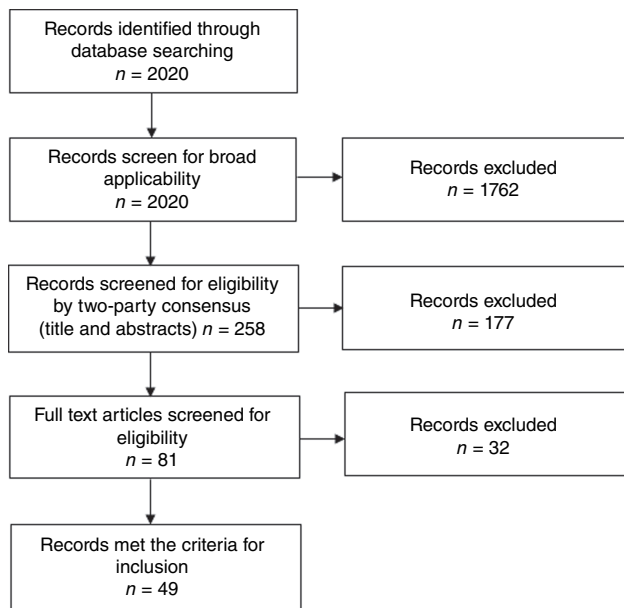 Records identified through
database searching
n = 2020
Records screen for broad
applicability
n = 2020
Records excluded
n = 1762
Records screened for eligibility
by two-party consensus
(title and abstracts) n = 258
Records excluded
n = 177
Full text articles screened for
eligibility
n = 81
Records excluded
n = 32
Records met the criteria for
inclusion
n = 49